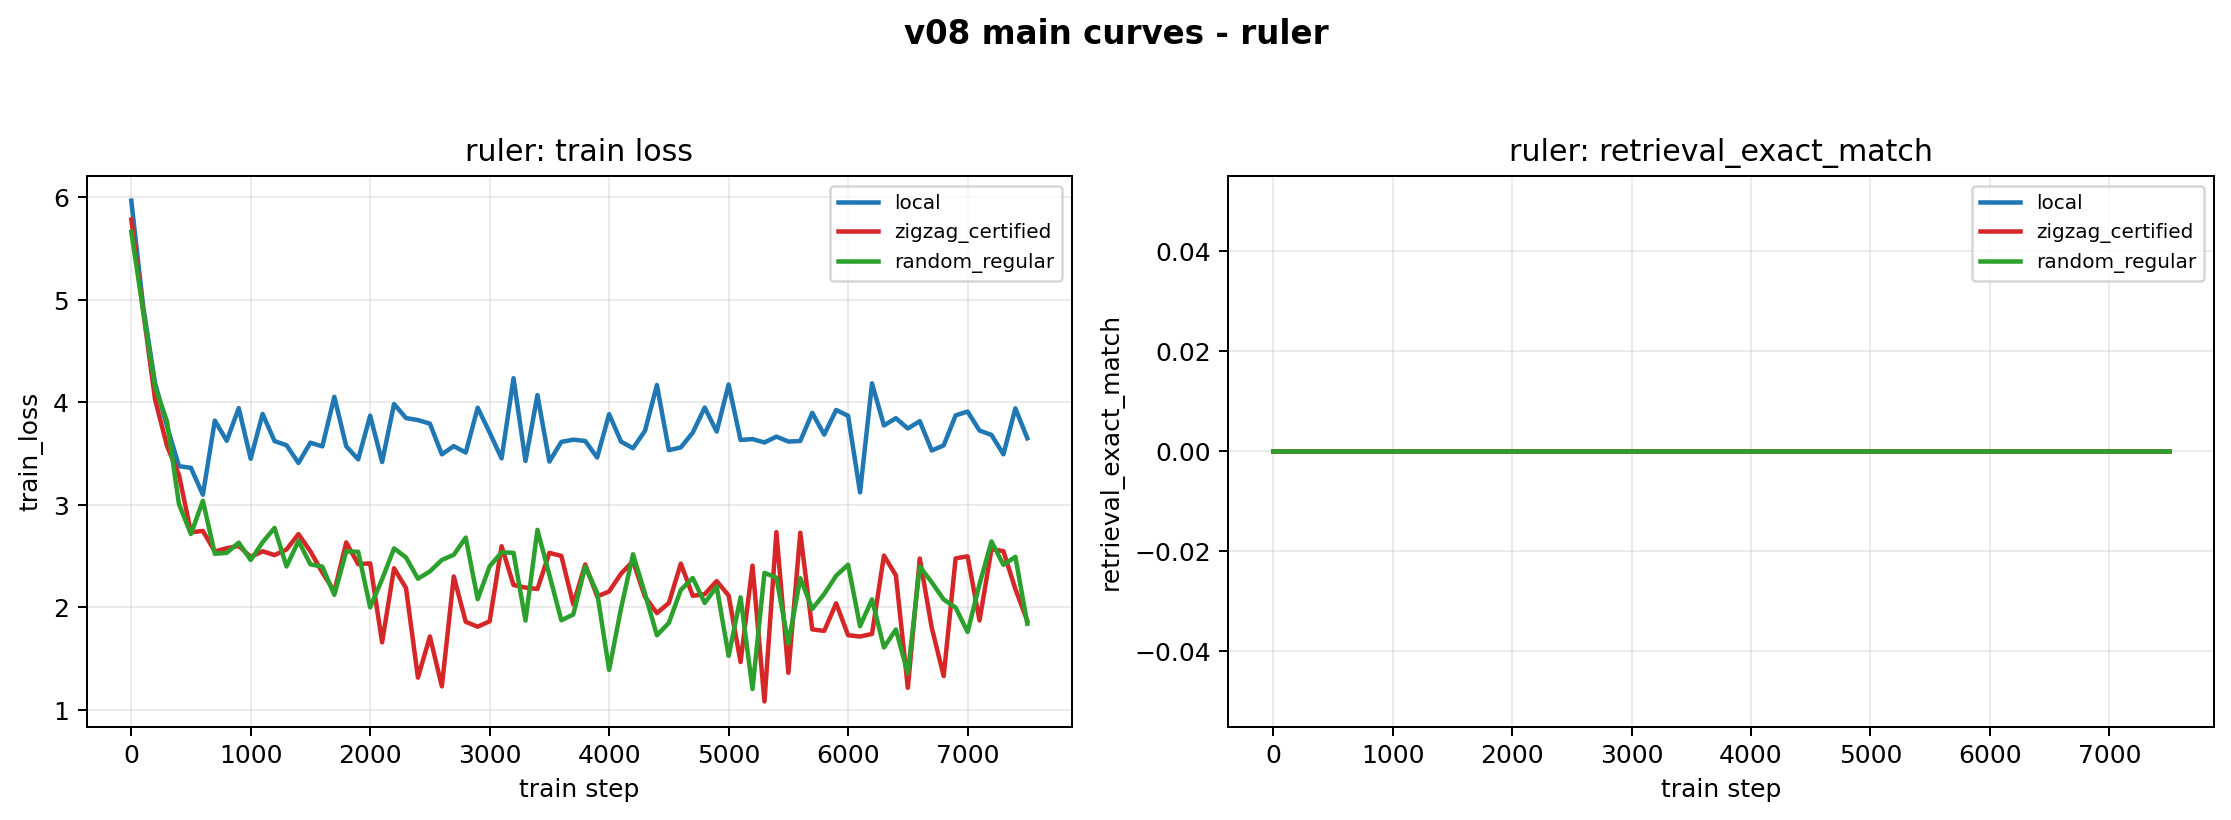 v08 main curves - ruler
ruler: train loss
train_loss
6
5
4
3
2
1
0 1000 2000 3000 4000 5000 6000 7000
train step
local
zigzag_certified
random_regular
ruler: retrieval_exact_match
retrieval_exact_match
0.04
0.02
0.00
−0.02
−0.04
0 1000 2000 3000 4000 5000 6000 7000
train step
local
zigzag_certified
random_regular